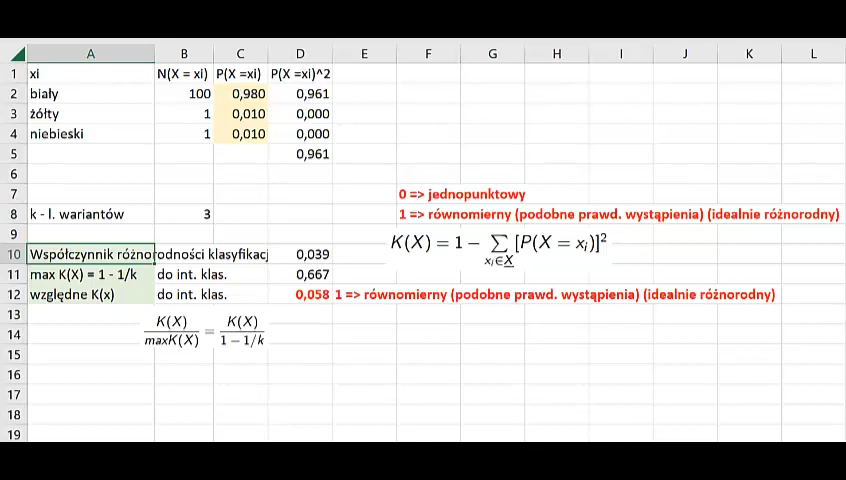 A B C D E F G H I J K L
1 xi N(X = xi) P(X =xi) P(X =xi)^2
2 biały 100 0,980 0,961
3 żółty 1 0,010 0,000
4 niebieski 1 0,010 0,000
5 0,961
6
7 0 => jednopunktowy
8 k - l. wariantów 3 1 => równomierny (podobne prawd. wystąpienia) (idealnie różnorodny)
9
K(X) = 1 − ∑ [P(X = xᵢ)]²
xᵢ∈X
10 Współczynnik różnorodności klasyfikacj 0,039
11 max K(X) = 1 - 1/k do int. klas. 0,667
12 względne K(x) do int. klas. 0,058 1 => równomierny (podobne prawd. wystąpienia) (idealnie różnorodny)
13
K(X) = K(X)
14
maxK(X) 1 − 1/k
15
16
17
18
19